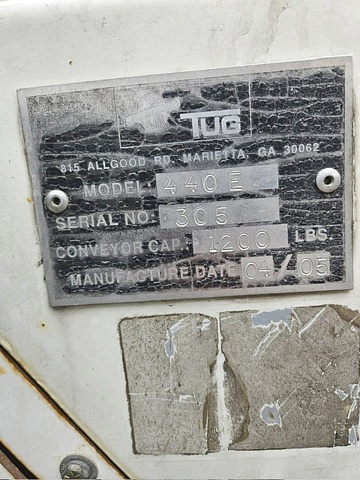 TUG
815 ALLGOOD RD. MARIETTA, GA 30062
MODEL: 440E
SERIAL NO. 305
CONVEYOR CAP. 1200 LBS
MANUFACTURE DATE 04/05